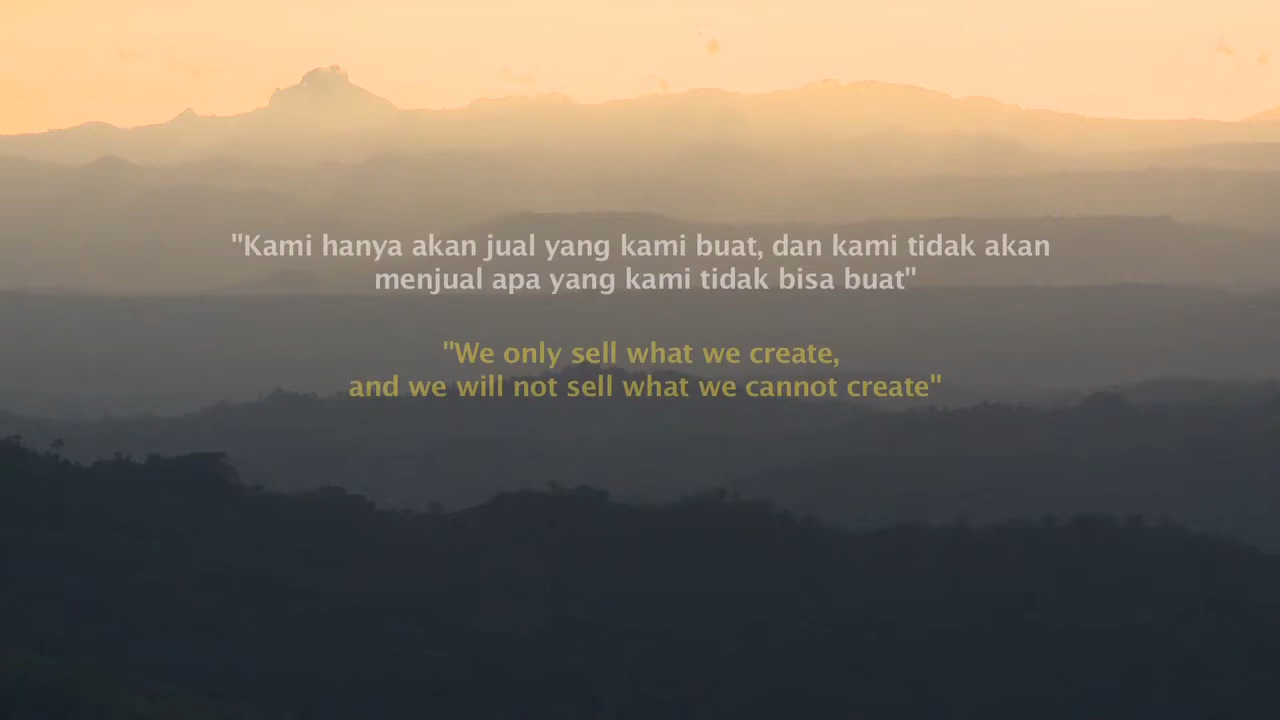 "Kami hanya akan jual yang kami buat, dan kami tidak akan
menjual apa yang kami tidak bisa buat"
"We only sell what we create,
and we will not sell what we cannot create"